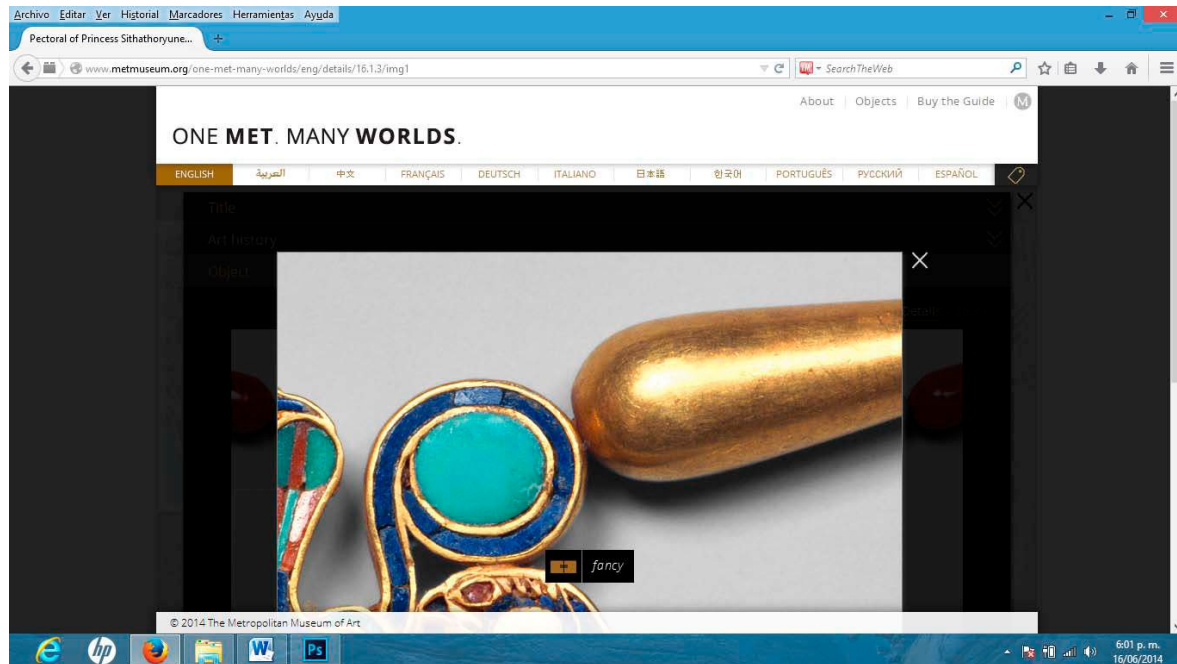 Archivo Editar Ver Historial Marcadores Herramientas Ayuda
Pectoral of Princess Sithathoryune...
www.metmuseum.org/one-met-many-worlds/eng/details/16.1.3/img1
SearchTheWeb
About Objects Buy the Guide M
ONE MET. MANY WORLDS.
ENGLISH العربية 中文 FRANÇAIS DEUTSCH ITALIANO 日本語 한국어 PORTUGUÊS РУССКИЙ ESPAÑOL
Title
Art history
Object
fancy
© 2014 The Metropolitan Museum of Art
hp W Ps
6:01 p. m.
16/06/2014